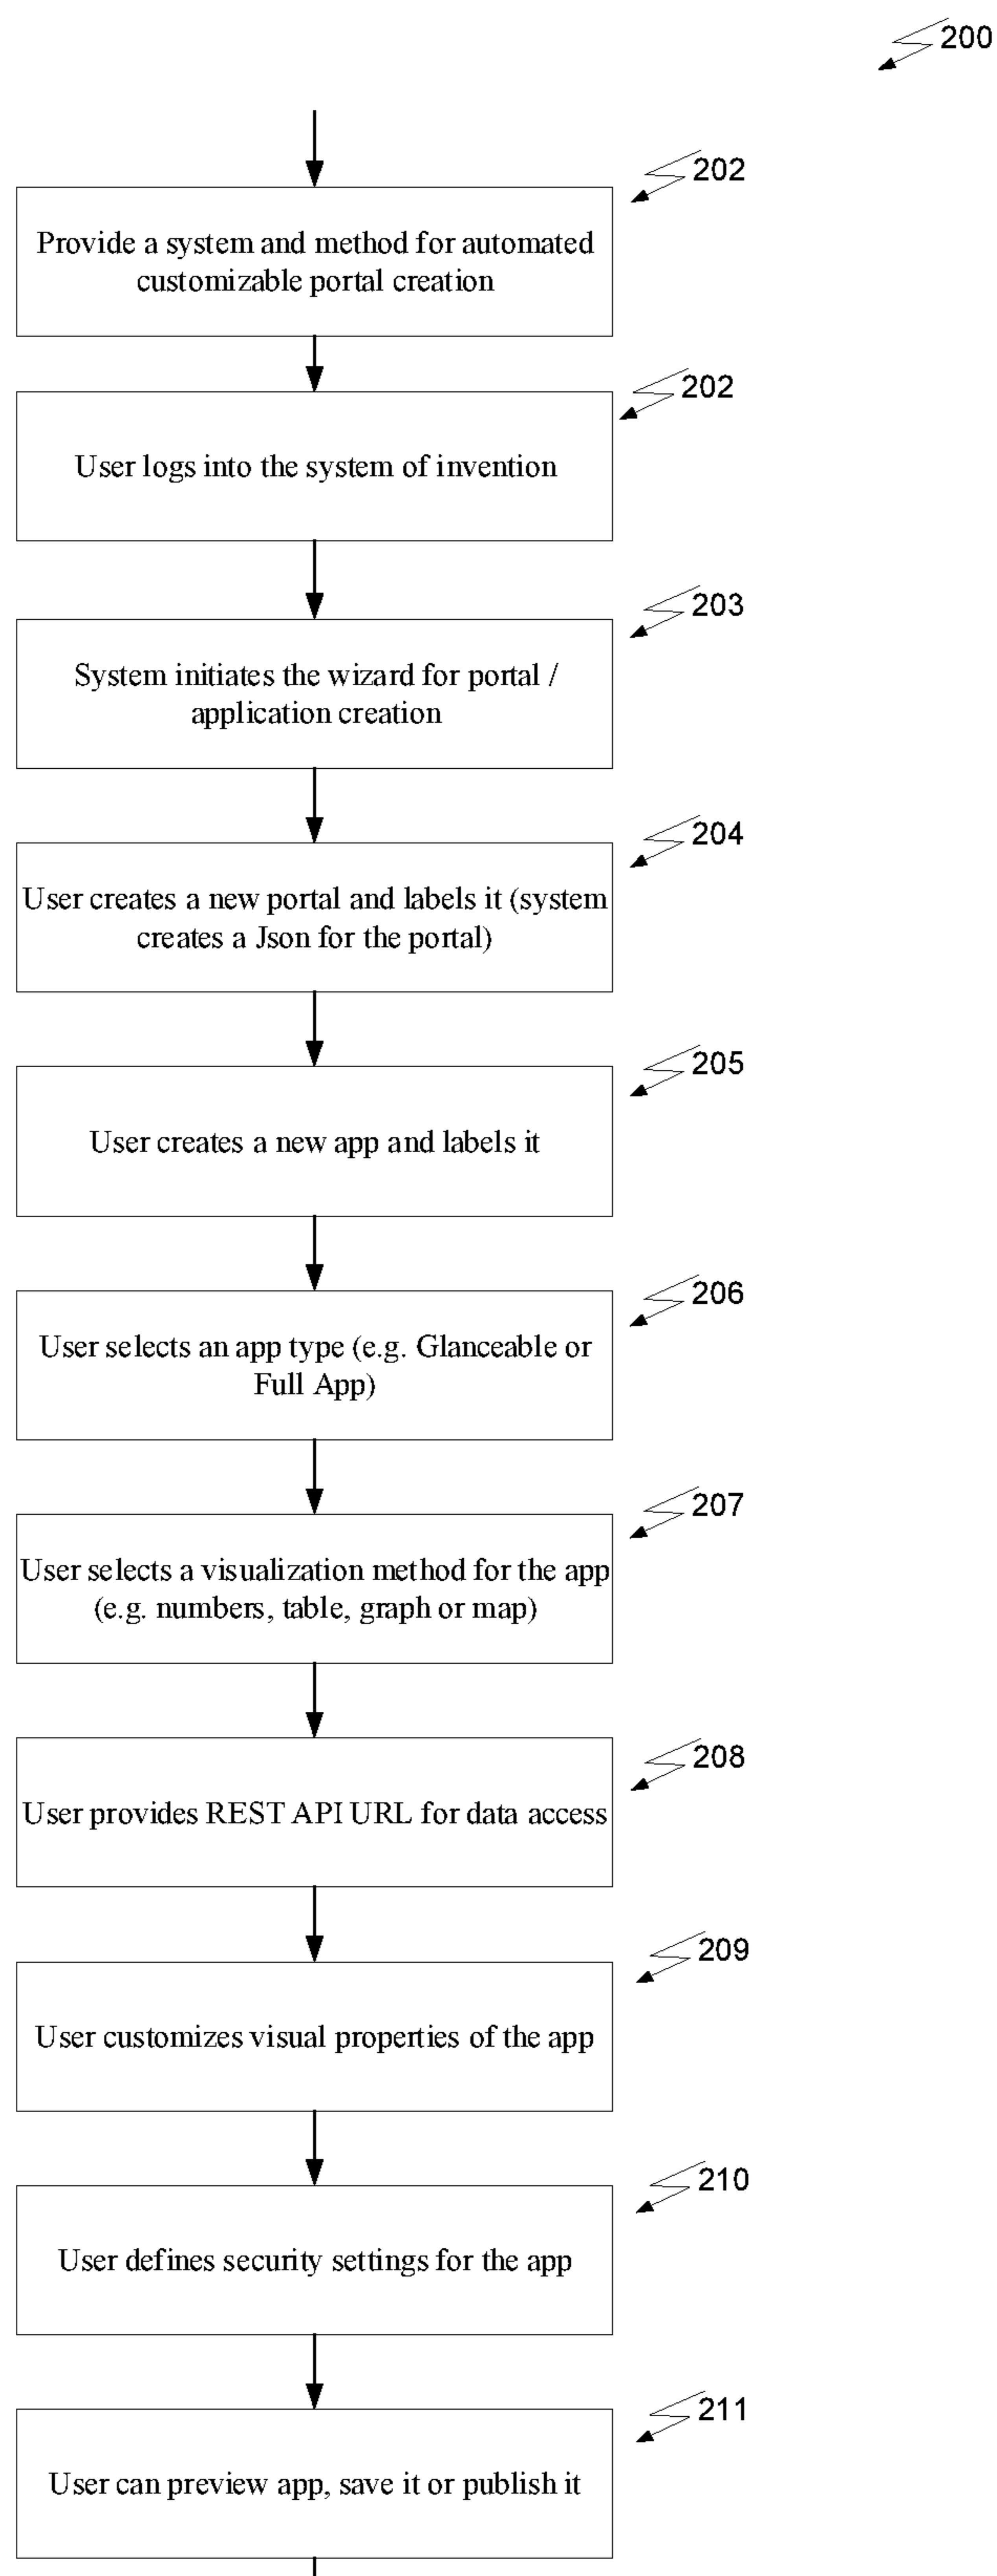 200
202
Provide a system and method for automated
customizable portal creation
202
User logs into the system of invention
203
System initiates the wizard for portal /
application creation
204
User creates a new portal and labels it (system
creates a Json for the portal)
205
User creates a new app and labels it
206
User selects an app type (e.g. Glanceable or
Full App)
207
User selects a visualization method for the app
(e.g. numbers, table, graph or map)
208
User provides REST API URL for data access
209
User customizes visual properties of the app
210
User defines security settings for the app
211
User can preview app, save it or publish it